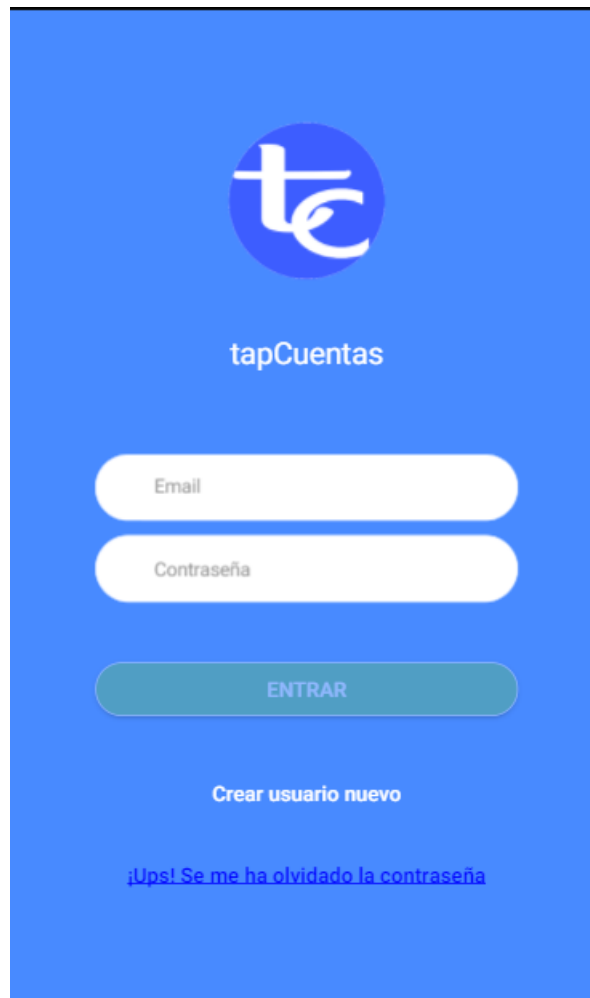 tc
tapCuentas
Email
Contraseña
ENTRAR
Crear usuario nuevo
¡Ups! Se me ha olvidado la contraseña